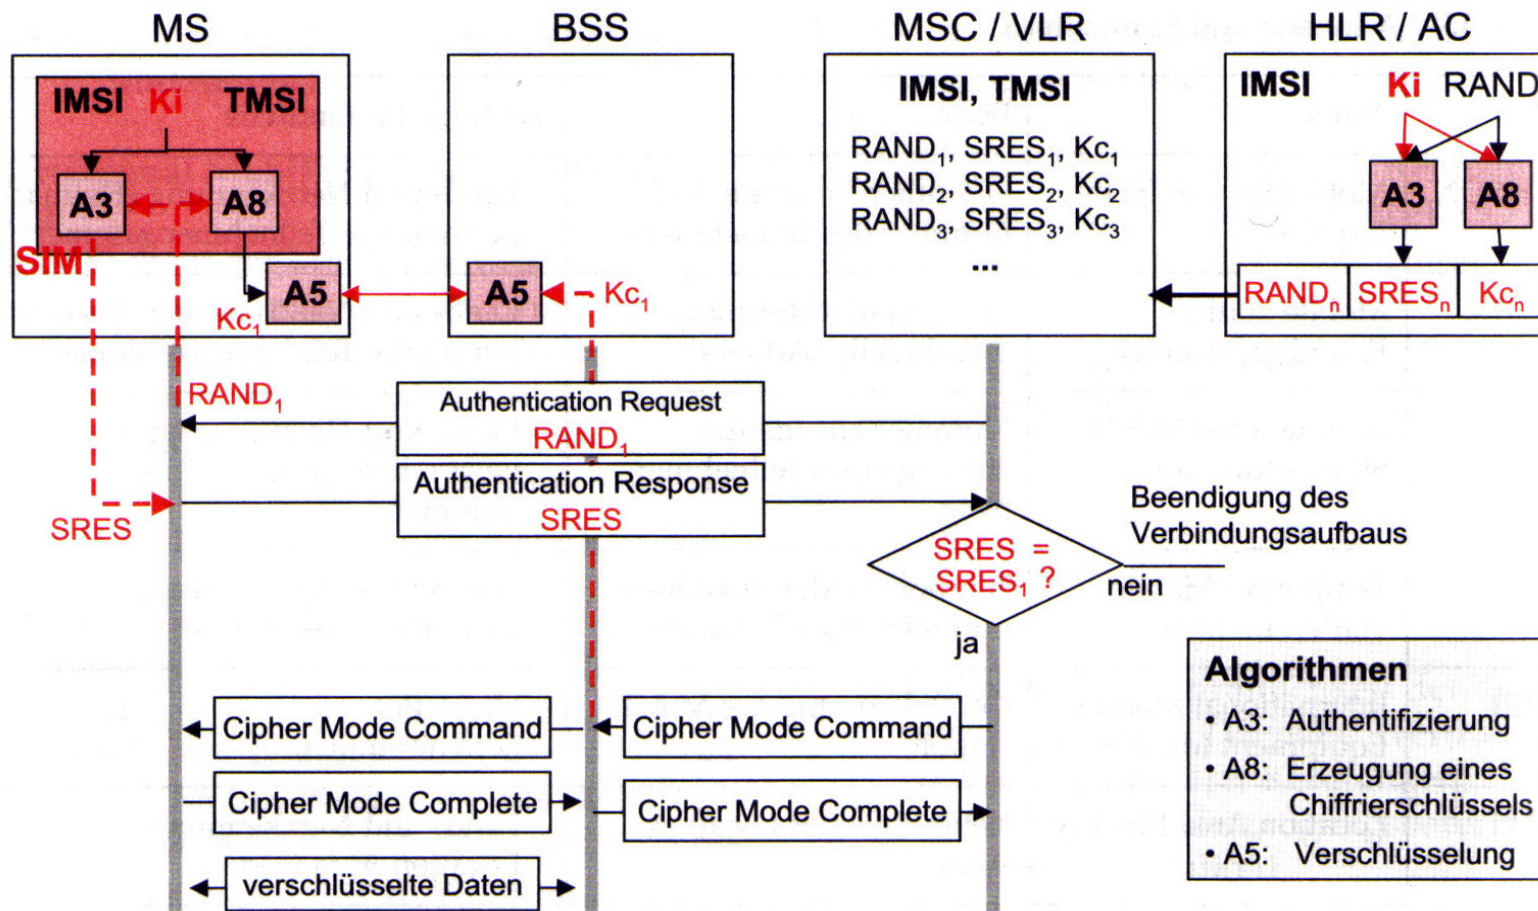 MS
BSS
MSC / VLR
HLR / AC
IMSI Ki TMSI
A3
A8
SIM
A5
Kc₁
A5
Kc₁
IMSI, TMSI
RAND₁, SRES₁, Kc₁
RAND₂, SRES₂, Kc₂
RAND₃, SRES₃, Kc₃
...
IMSI Ki RAND
A3
A8
RANDₙ SRESₙ Kcₙ
RAND₁
Authentication Request
RAND₁
Authentication Response
SRES
SRES
SRES =
SRES₁ ?
Beendigung des
Verbindungsaufbaus
nein
ja
Cipher Mode Command
Cipher Mode Command
Cipher Mode Complete
Cipher Mode Complete
verschlüsselte Daten
Algorithmen
• A3: Authentifizierung
• A8: Erzeugung eines
Chiffrierschlüssels
• A5: Verschlüsselung